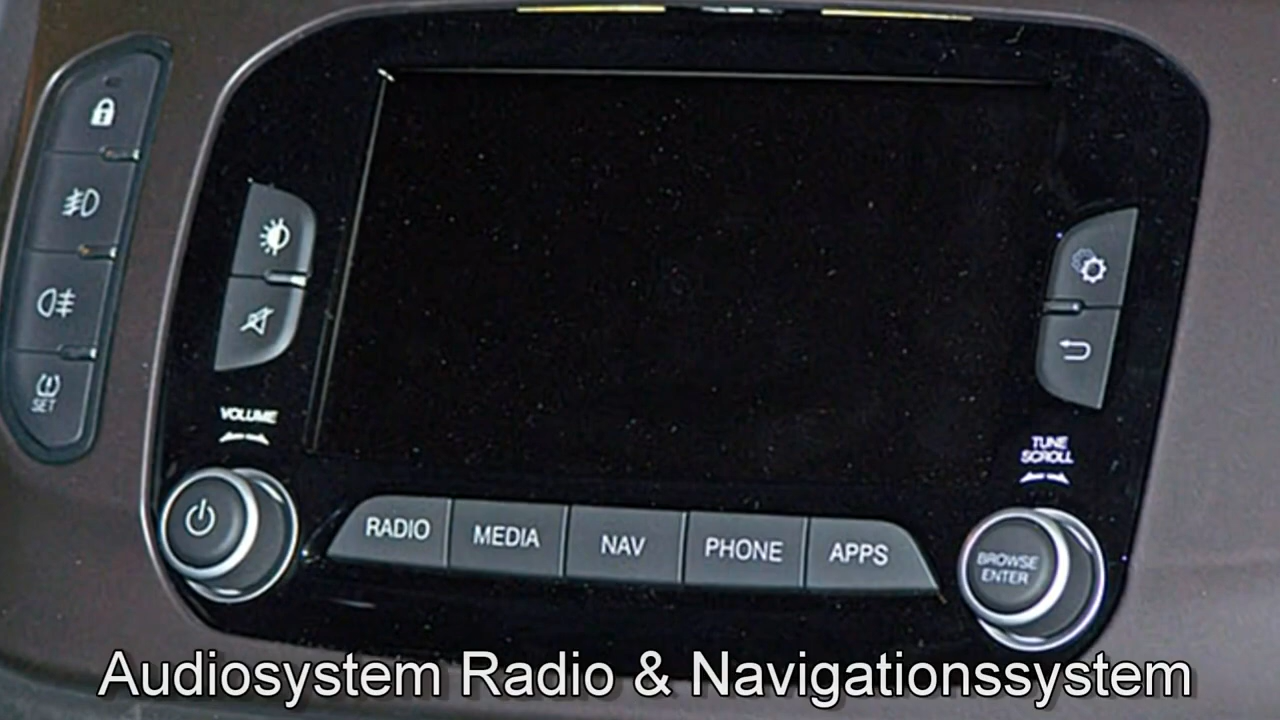 SET
VOLUME
TUNE
SCROLL
RADIO
MEDIA
NAV
PHONE
APPS
BROWSE
ENTER
Audiosystem Radio & Navigationssystem